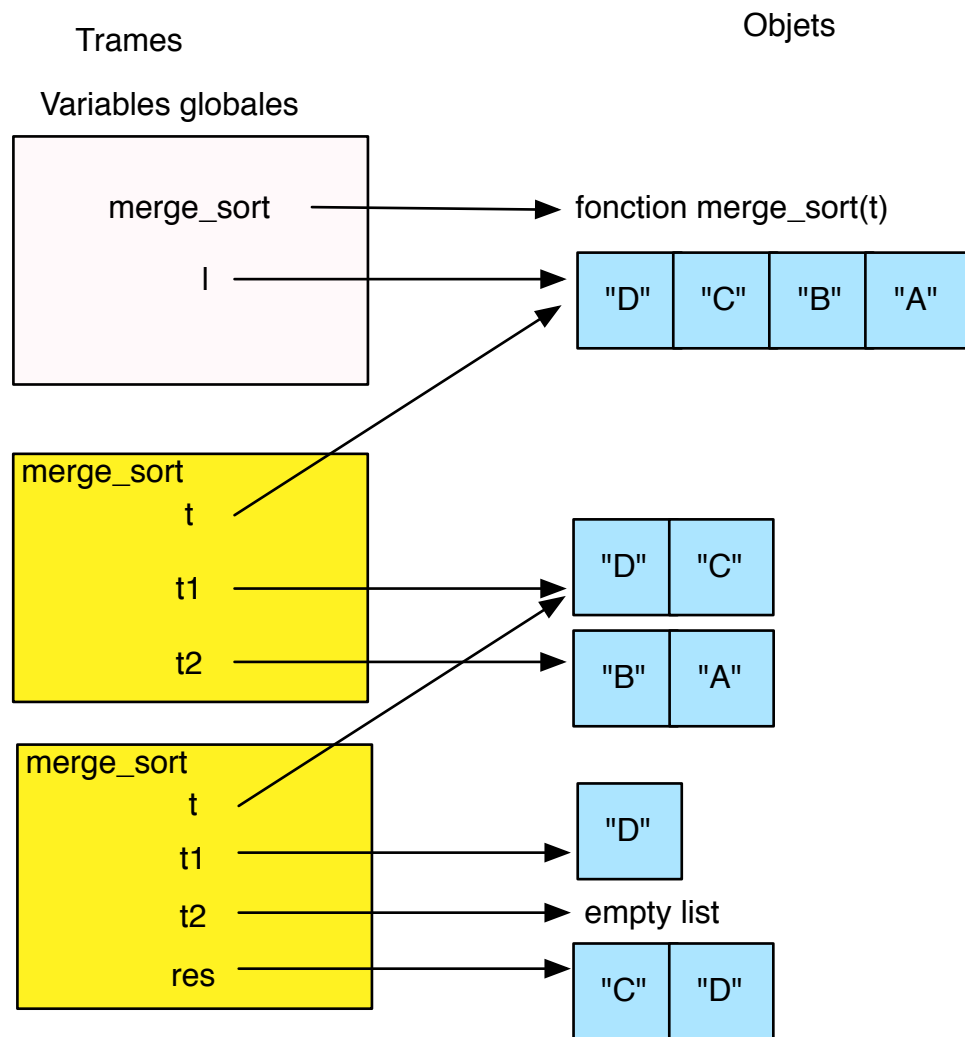 Trames
Objets
Variables globales
merge_sort
fonction merge_sort(t)
l
"D" "C" "B" "A"
merge_sort
t
"D" "C"
t1
t2
"B" "A"
merge_sort
t
"D"
t1
t2
empty list
res
"C" "D"